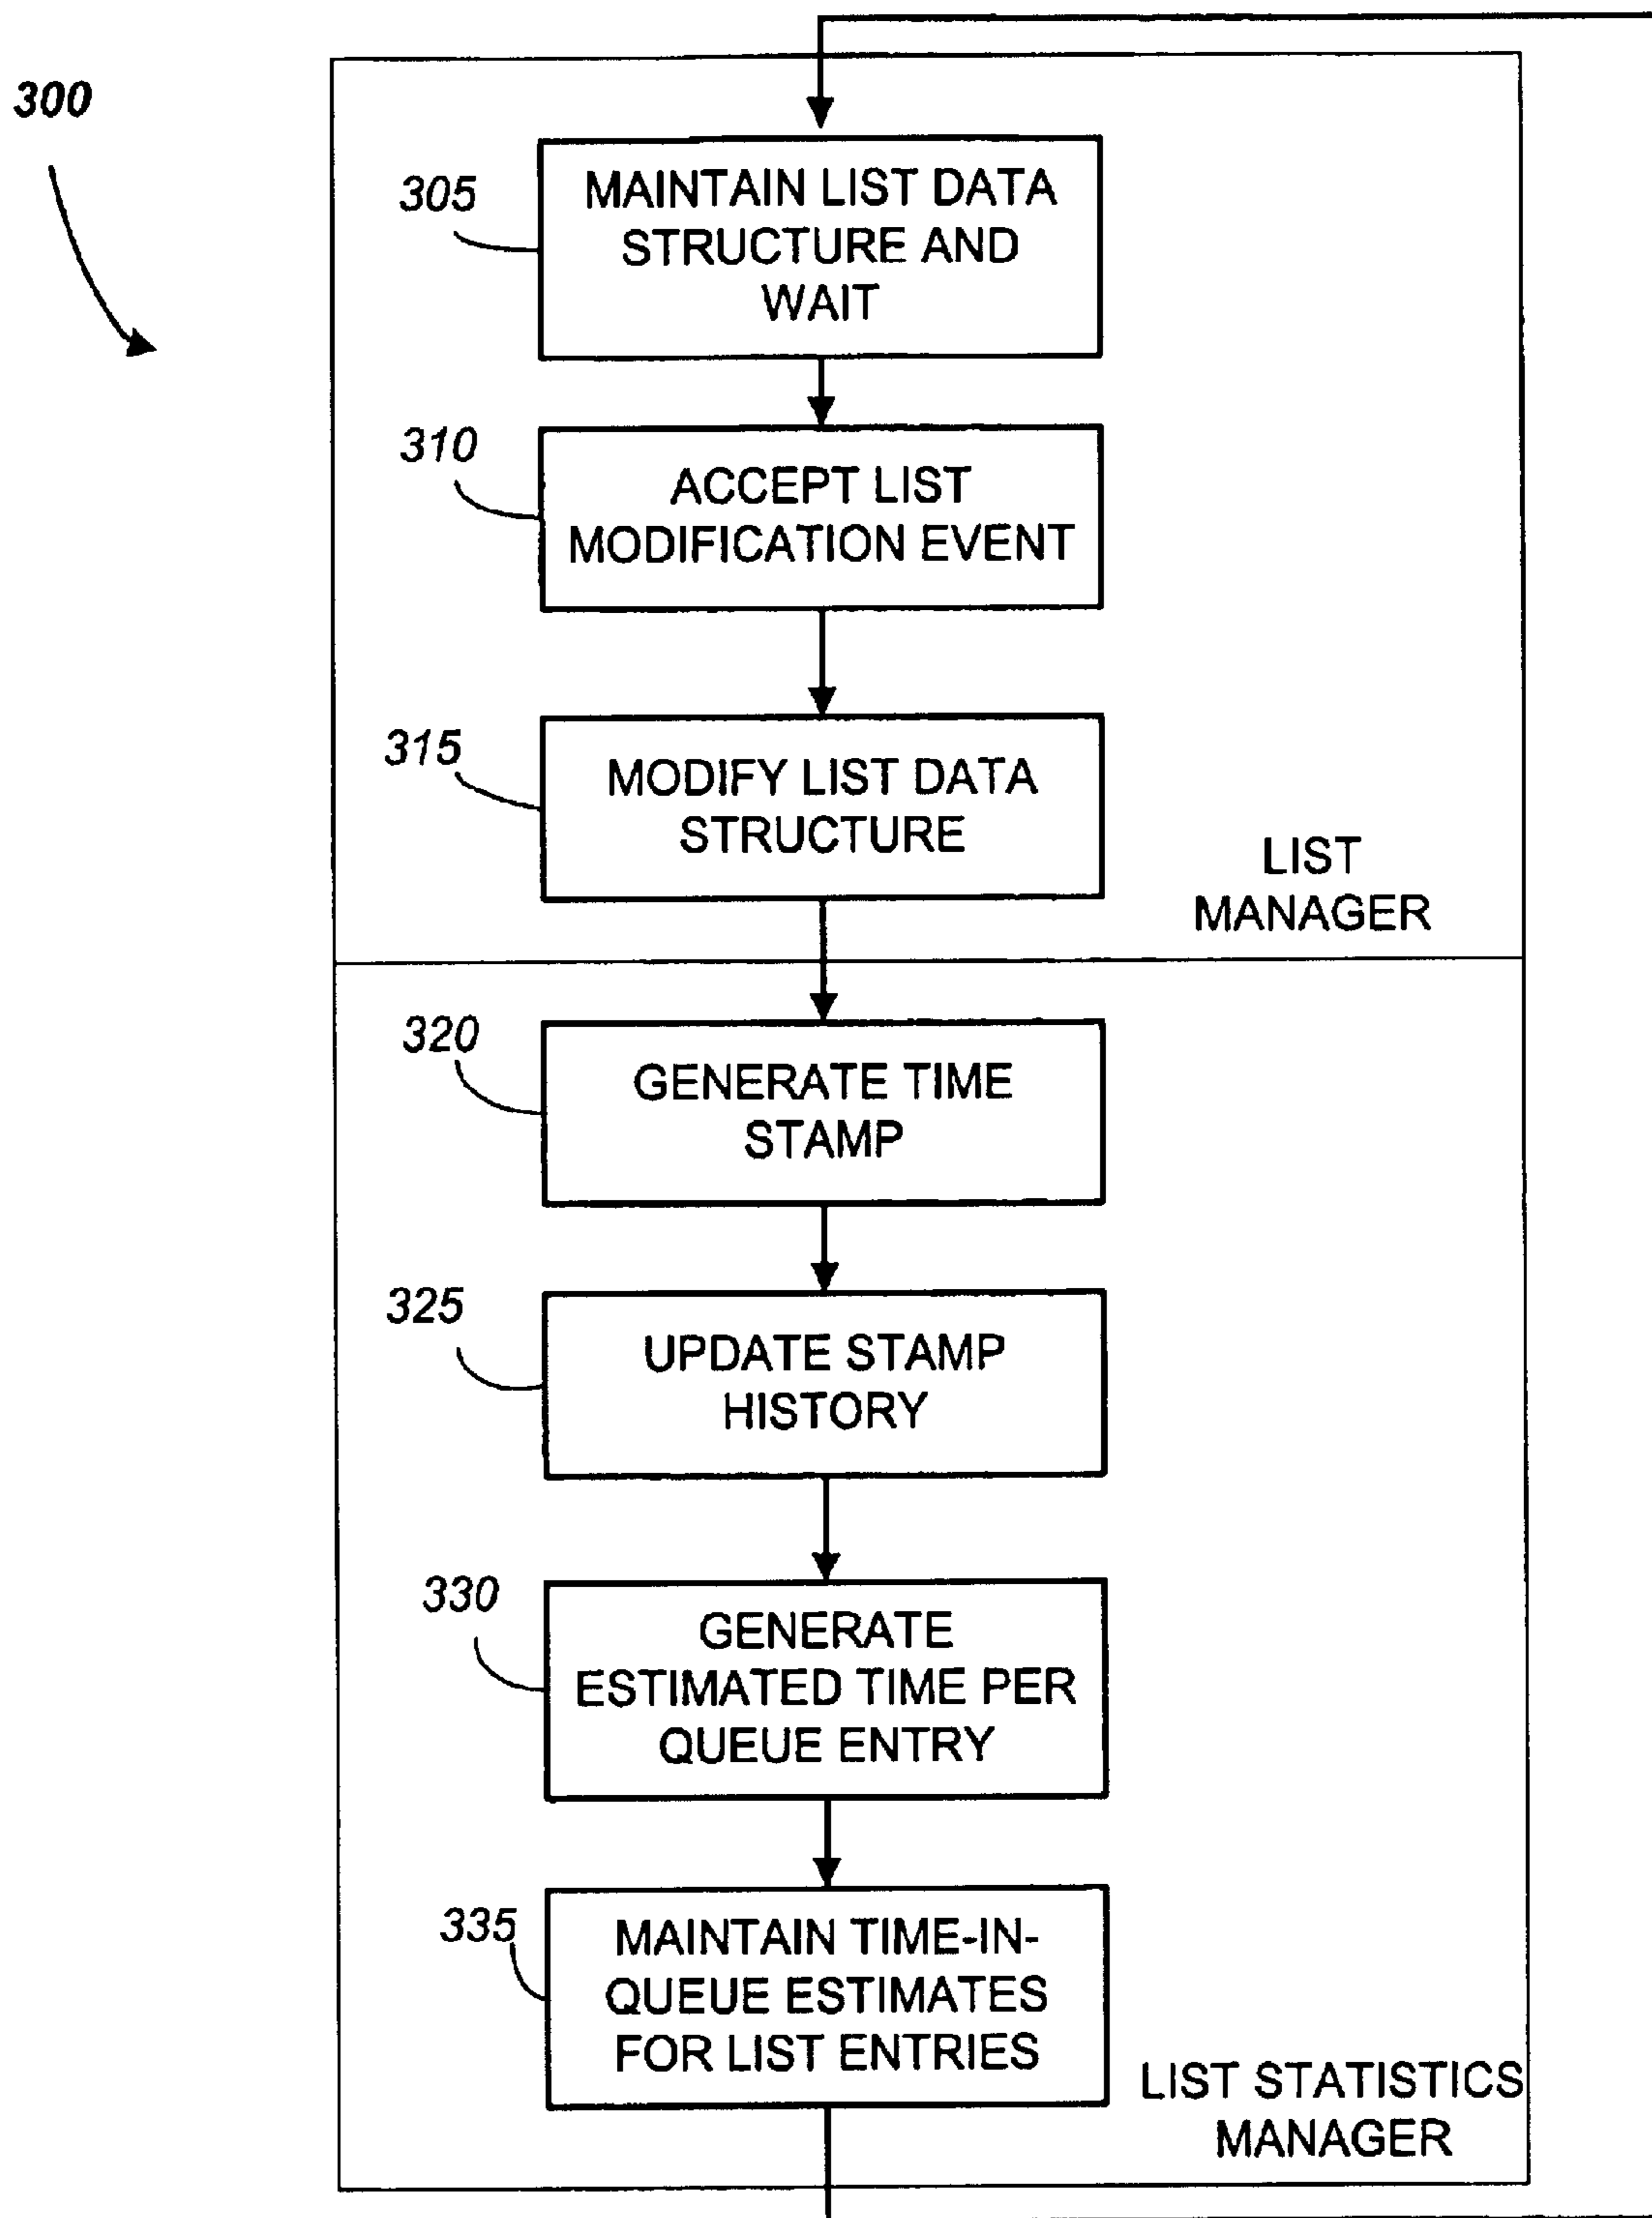 300
305
MAINTAIN LIST DATA
STRUCTURE AND
WAIT
310
ACCEPT LIST
MODIFICATION EVENT
315
MODIFY LIST DATA
STRUCTURE
LIST
MANAGER
320
GENERATE TIME
STAMP
325
UPDATE STAMP
HISTORY
330
GENERATE
ESTIMATED TIME PER
QUEUE ENTRY
335
MAINTAIN TIME-IN-
QUEUE ESTIMATES
FOR LIST ENTRIES
LIST STATISTICS
MANAGER